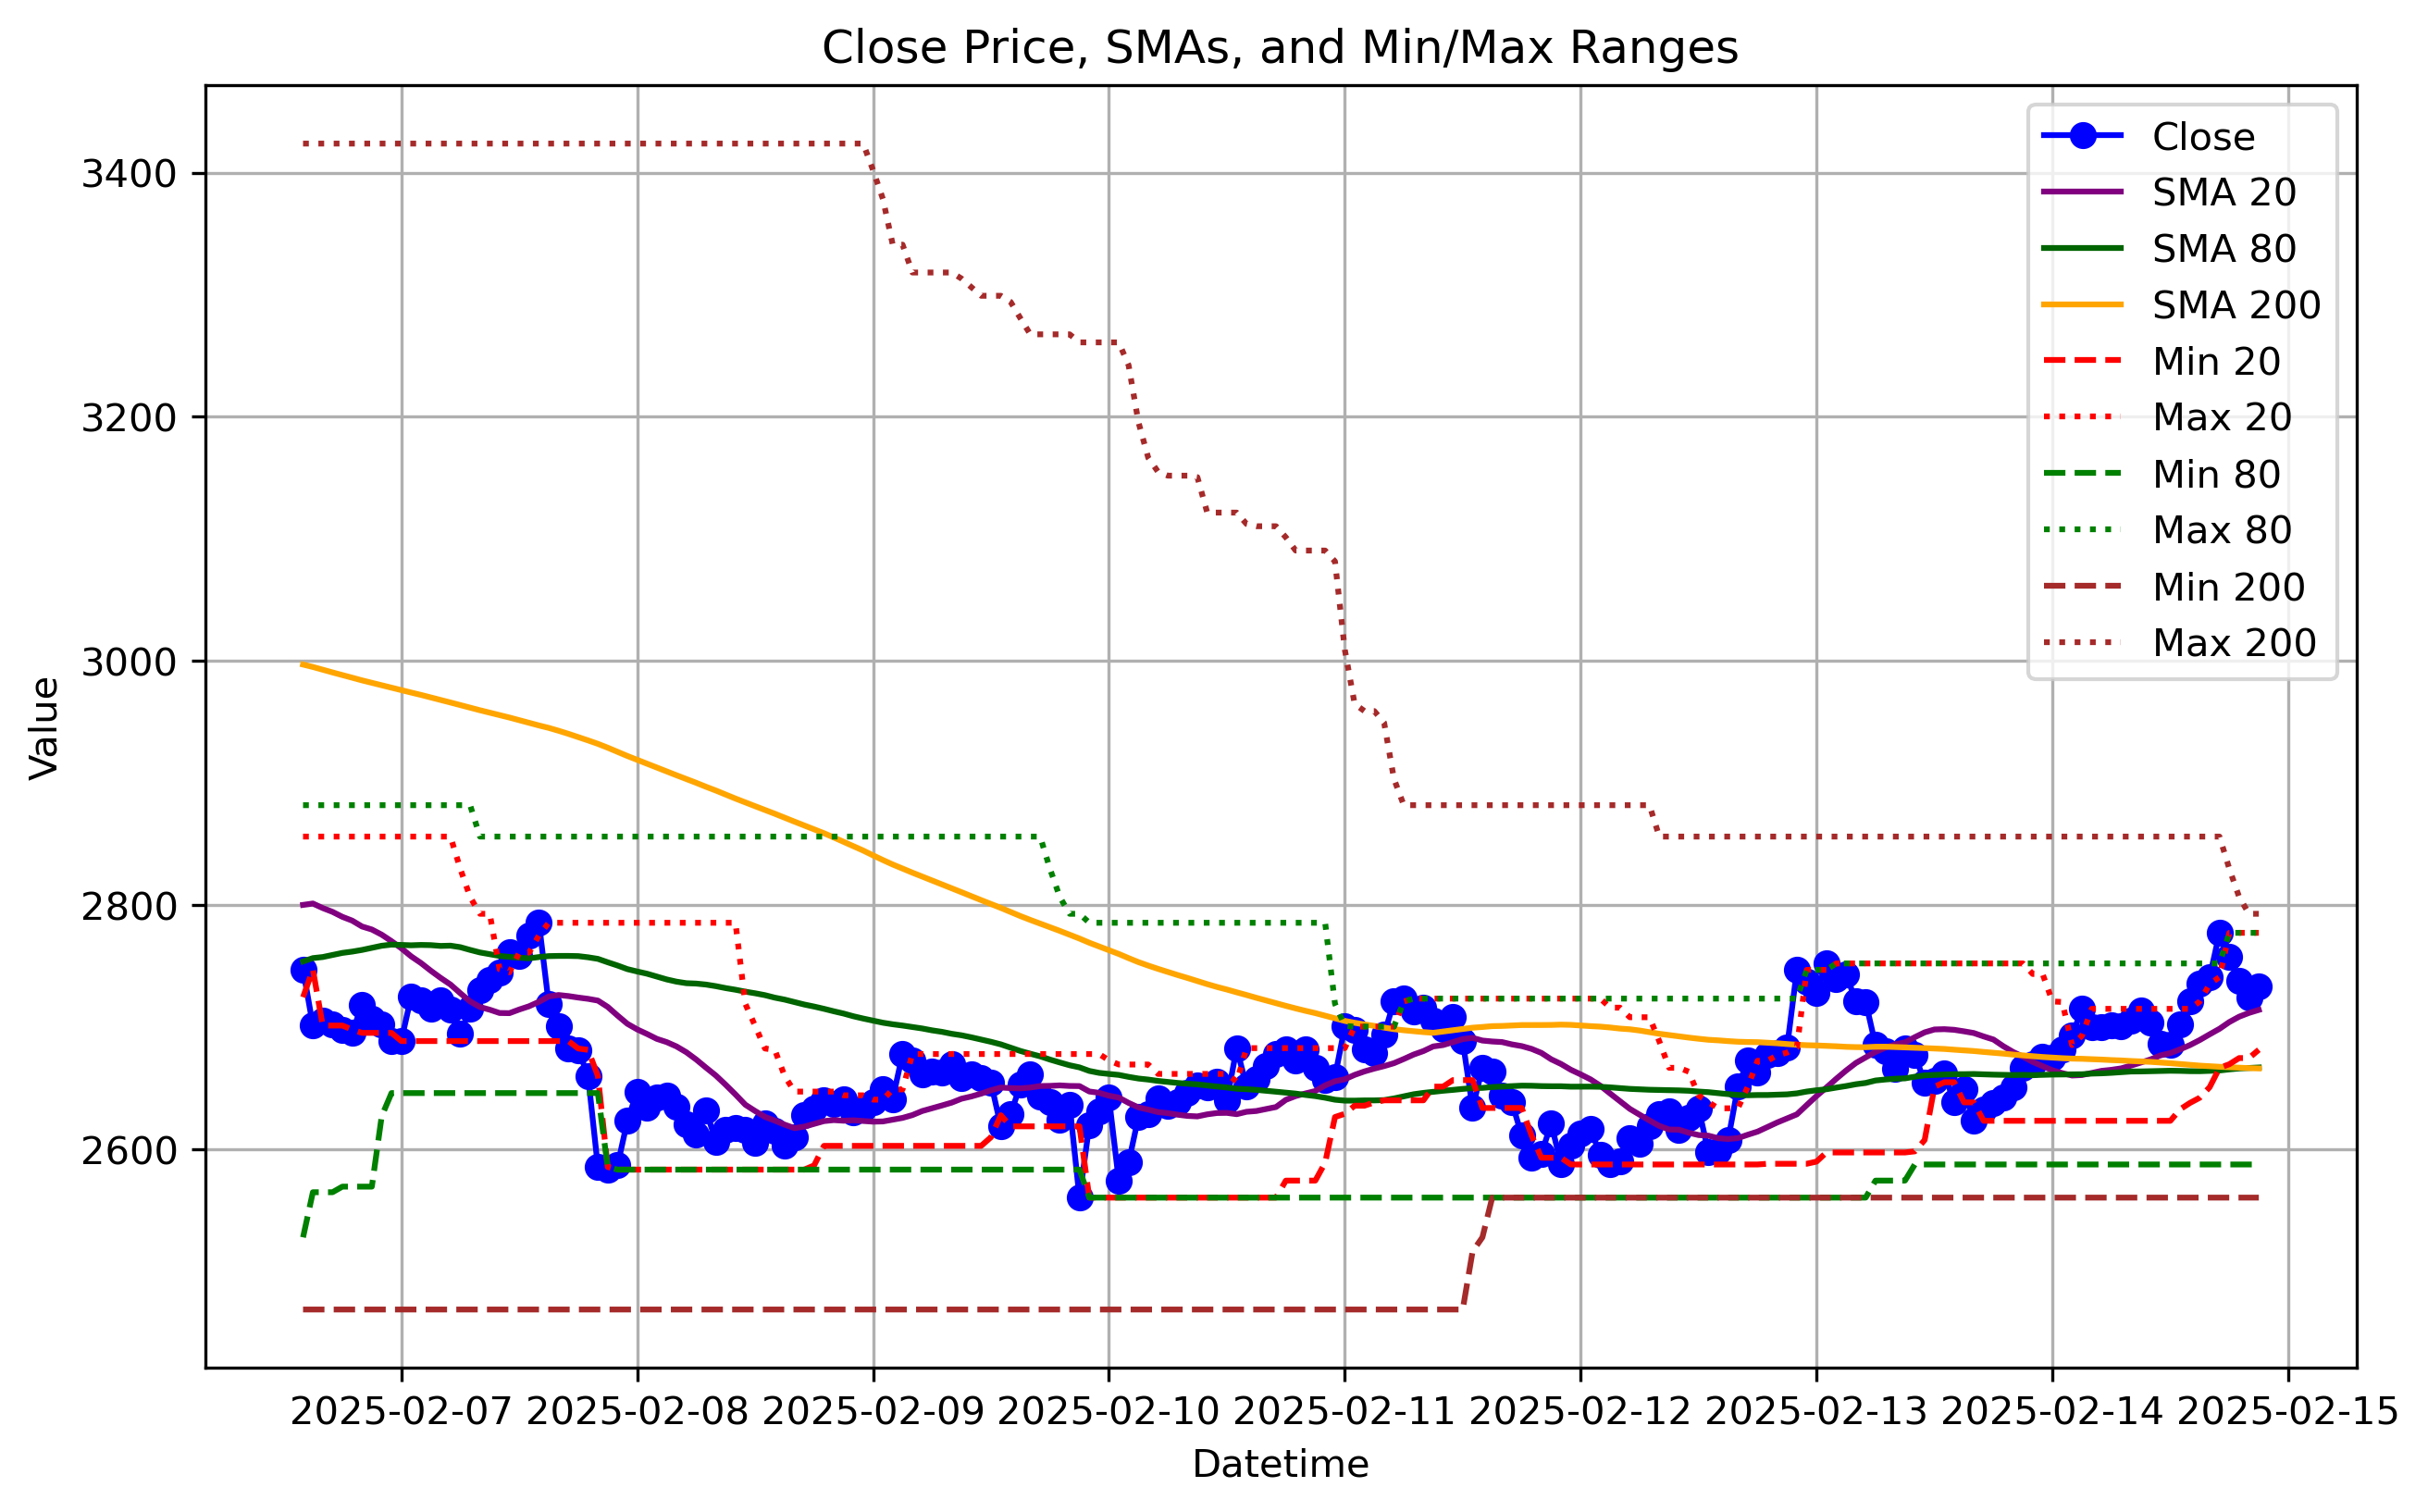 Close Price, SMAs, and Min/Max Ranges
Close
SMA 20
SMA 80
SMA 200
Min 20
Max 20
Min 80
Max 80
Min 200
Max 200
Value
3400
3200
3000
2800
2600
2025-02-07 2025-02-08 2025-02-09 2025-02-10 2025-02-11 2025-02-12 2025-02-13 2025-02-14 2025-02-15
Datetime